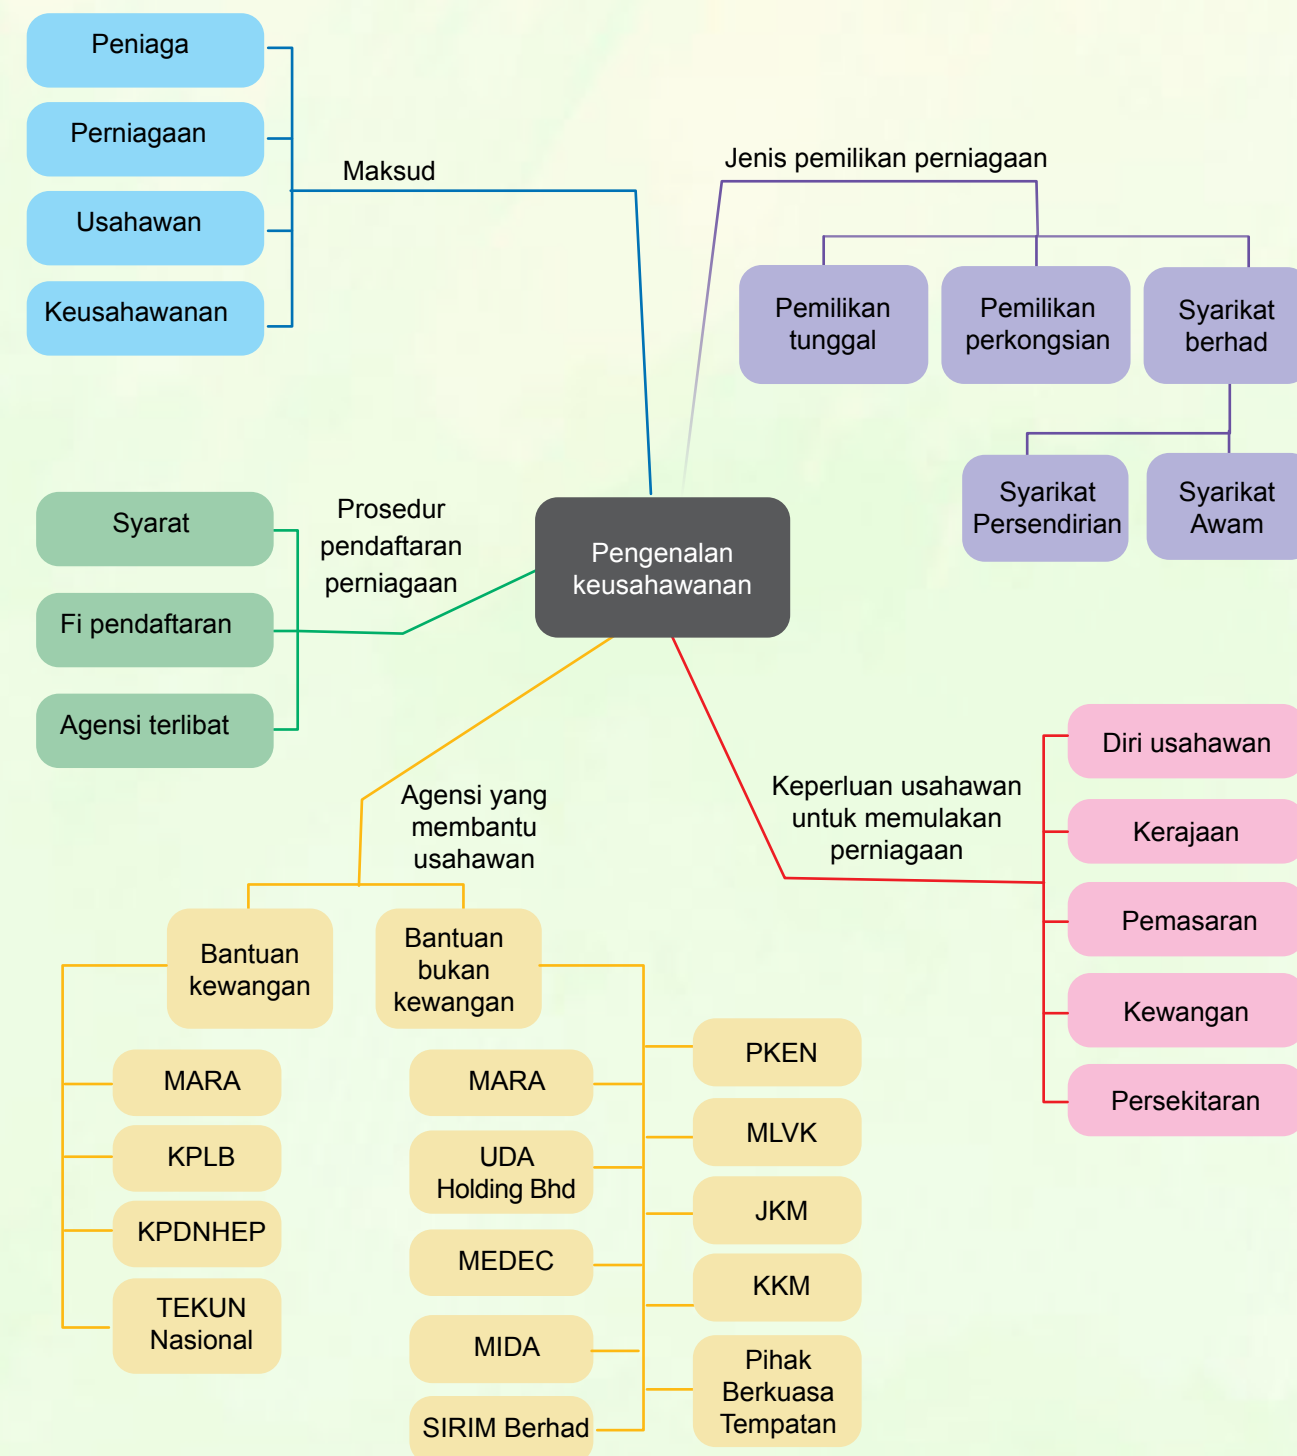 Peniaga
Perniagaan
Usahawan
Keusahawanan
Maksud
Jenis pemilikan perniagaan
Pemilikan
tunggal
Pemilikan
perkongsian
Syarikat
berhad
Syarikat
Persendirian
Syarikat
Awam
Syarat
Fi pendaftaran
Agensi terlibat
Prosedur
pendaftaran
perniagaan
Pengenalan
keusahawanan
Keperluan usahawan
untuk memulakan
perniagaan
Diri usahawan
Kerajaan
Pemasaran
Kewangan
Persekitaran
Agensi yang
membantu
usahawan
Bantuan
kewangan
MARA
KPLB
KPDNHEP
TEKUN
Nasional
Bantuan
bukan
kewangan
MARA
UDA
Holding Bhd
MEDEC
MIDA
SIRIM Berhad
PKEN
MLVK
JKM
KKM
Pihak
Berkuasa
Tempatan